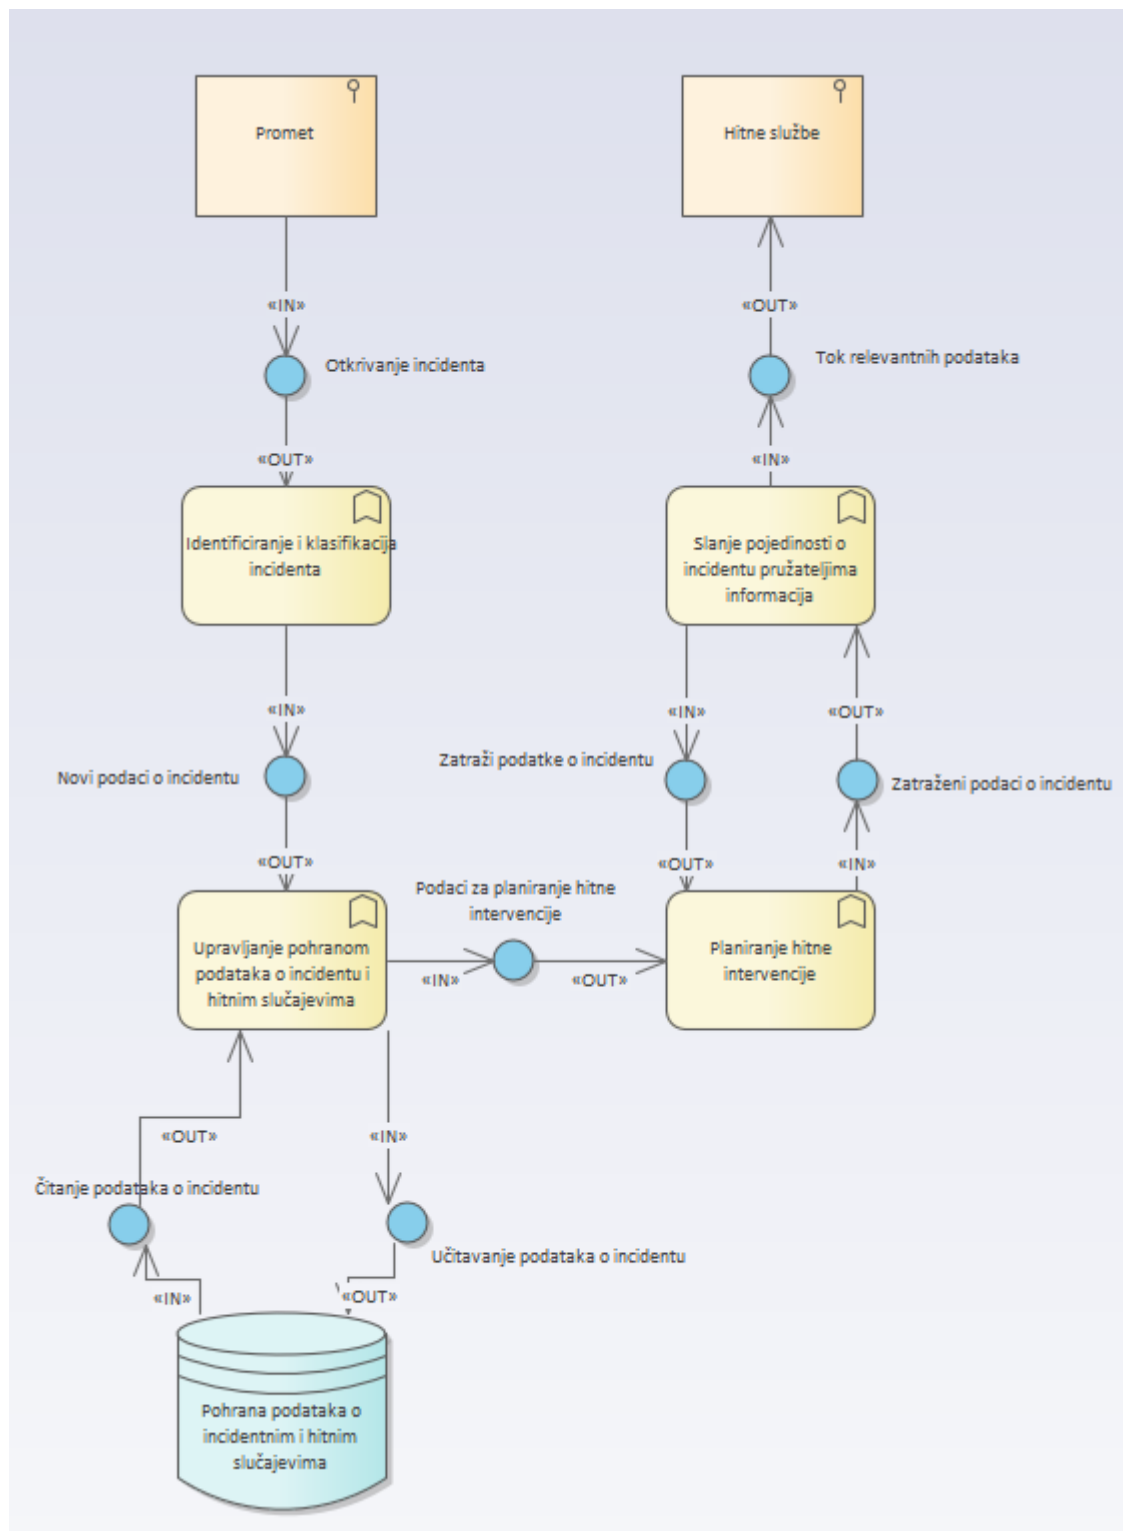 Promet
Hitne službe
«IN»
«OUT»
Otkrivanje incidenta
Tok relevantnih podataka
«OUT»
«IN»
Identificiranje i klasifikacija
incidenta
Slanje pojedinosti o
incidentu pružateljima
informacija
«IN»
«IN»
«OUT»
Novi podaci o incidentu
Zatraži podatke o incidentu
Zatraženi podaci o incidentu
«OUT»
«OUT»
«IN»
Podaci za planiranje hitne
intervencije
Upravljanje pohranom
podataka o incidentu i
hitnim slučajevima
«IN»
«OUT»
Planiranje hitne
intervencije
«OUT»
«IN»
Čitanje podataka o incidentu
Učitavanje podataka o incidentu
«IN»
«OUT»
Pohrana podataka o
incidentnim i hitnim
slučajevima